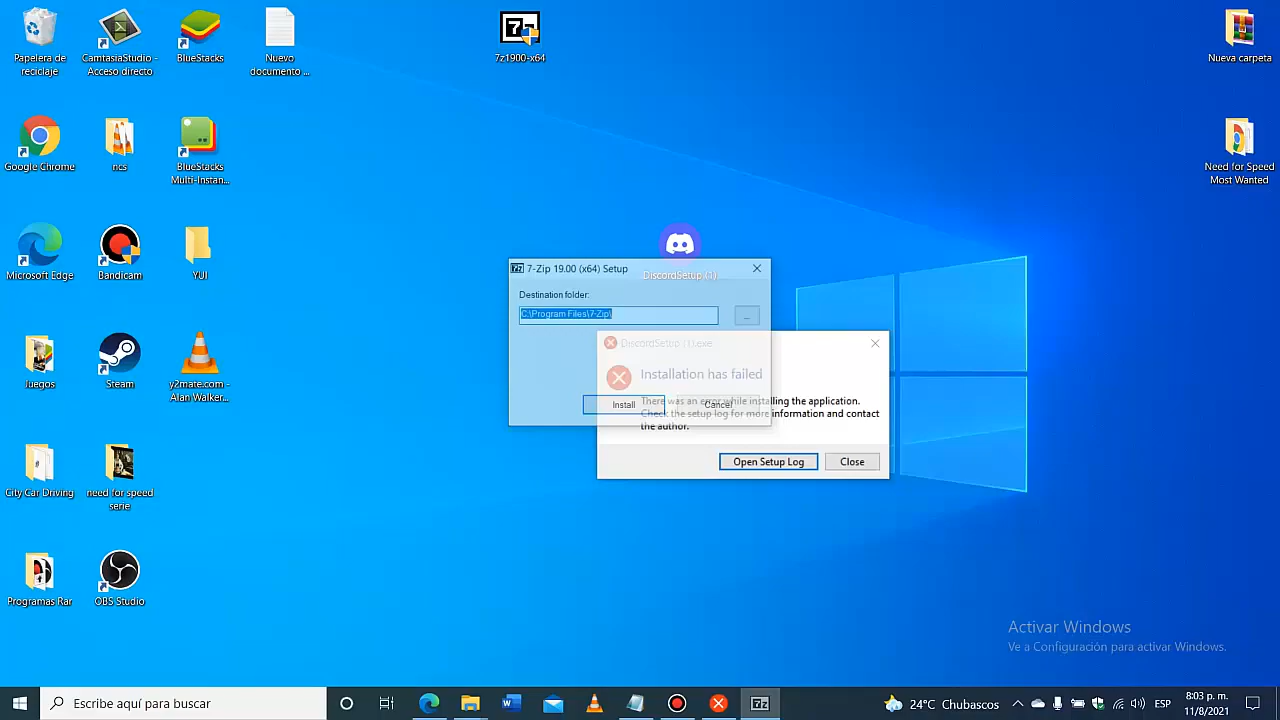 Papelera de
reciclaje
CamtasiaStudio -
Acceso directo
BlueStacks
Nuevo
documento ...
7z1900-x64
Nueva carpeta
Google Chrome
ncs
BlueStacks
Multi-Instan...
Need for Speed
Most Wanted
Microsoft Edge
Bandicam
YUI
DiscordSetup (1)
7-Zip 19.00 (x64) Setup
Destination folder:
C:\Program Files\7-Zip\
...
Install
Cancel
DiscordSetup (1).exe
Installation has failed
There was an error while installing the application.
Check the setup log for more information and contact
the author.
Open Setup Log
Close
Juegos
Steam
y2mate.com -
Alan Walker...
City Car Driving
need for speed
serie
Programas Rar
OBS Studio
Activar Windows
Ve a Configuración para activar Windows.
Escribe aquí para buscar
24°C Chubascos
ESP
8:03 p. m.
11/8/2021